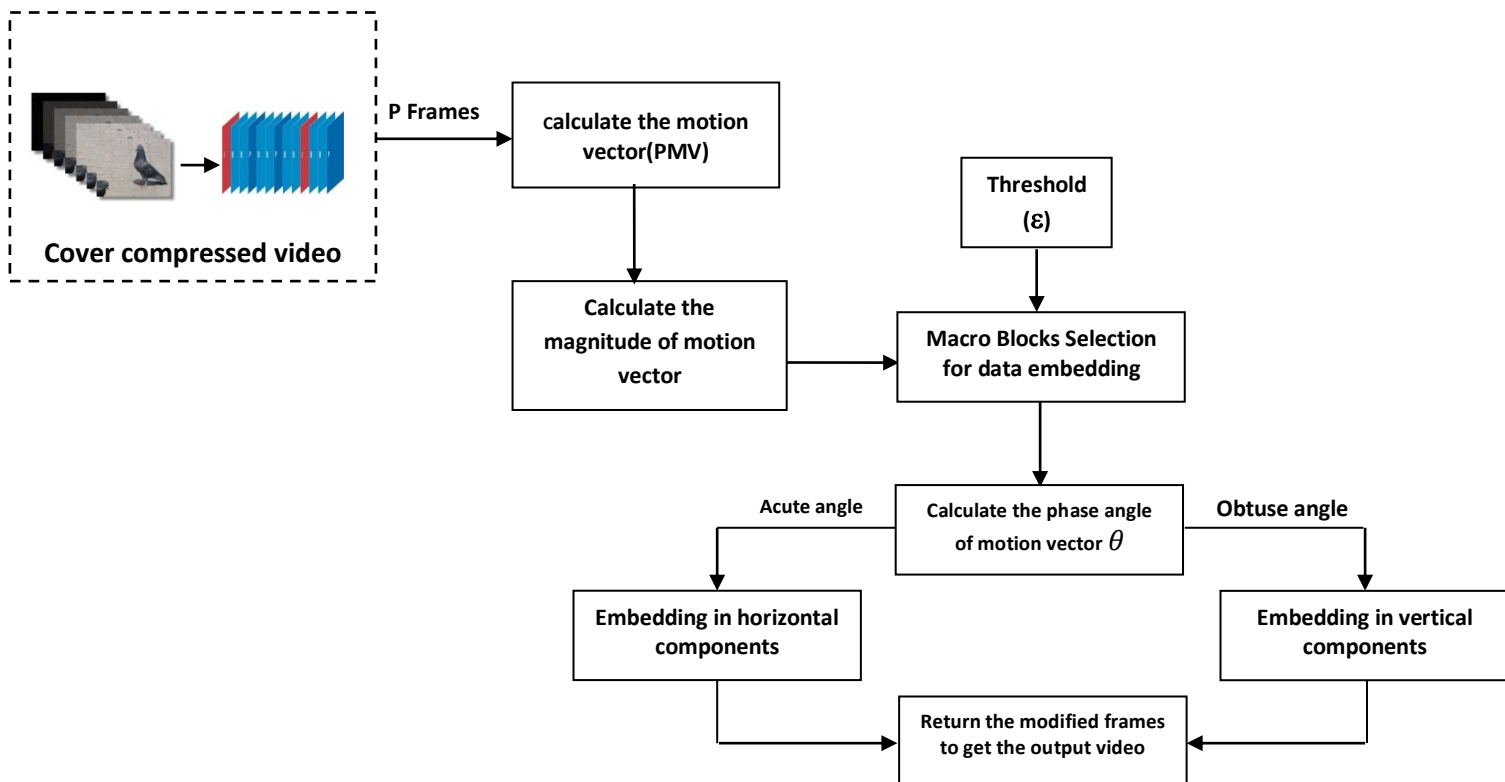 P Frames
Cover compressed video
calculate the motion
vector(PMV)
Threshold
(ε)
Calculate the
magnitude of motion
vector
Macro Blocks Selection
for data embedding
Acute angle
Calculate the phase angle
of motion vector θ
Obtuse angle
Embedding in horizontal
components
Embedding in vertical
components
Return the modified frames
to get the output video